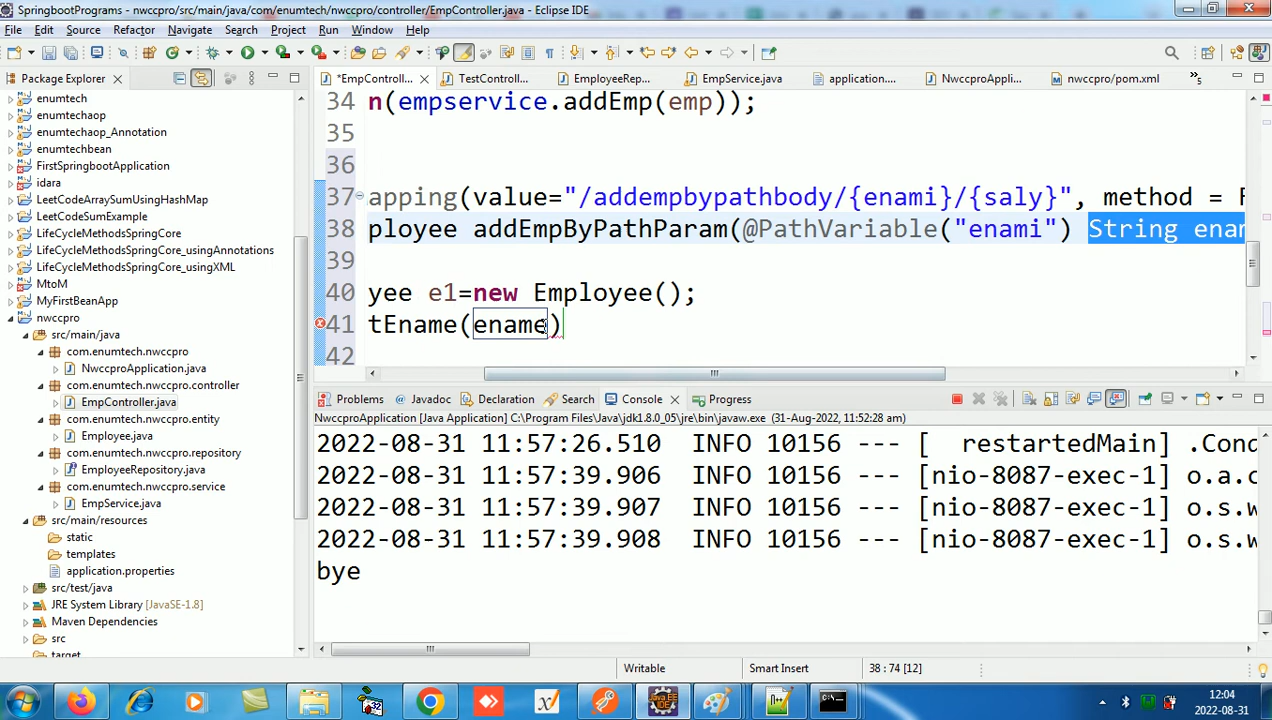 SpringbootPrograms - nwccpro/src/main/java/com/enumtech/nwccpro/controller/EmpController.java - Eclipse IDE
File Edit Source Refactor Navigate Search Project Run Window Help
Package Explorer
*EmpControll... TestControll... EmployeeRep... EmpService.java application.... NwccproAppli... nwccpro/pom.xml
enumtech
enumtechaop
enumtechaop_Annotation
enumtechbean
FirstSpringbootApplication
idara
LeetCodeArraySumUsingHashMap
LeetCodeSumExample
LifeCycleMethodsSpringCore
LifeCycleMethodsSpringCore_usingAnnotations
LifeCycleMethodsSpringCore_usingXML
MtoM
MyFirstBeanApp
nwccpro
src/main/java
com.enumtech.nwccpro
NwccproApplication.java
com.enumtech.nwccpro.controller
EmpController.java
com.enumtech.nwccpro.entity
Employee.java
com.enumtech.nwccpro.repository
EmployeeRepository.java
com.enumtech.nwccpro.service
EmpService.java
src/main/resources
static
templates
application.properties
src/test/java
JRE System Library [JavaSE-1.8]
Maven Dependencies
src
target
34 n(empservice.addEmp(emp));
35
36
37 apping(value="/addempbypathbody/{enami}/{saly}", method =
38 ployee addEmpByPathParam(@PathVariable("enami") String enam
39
40 yee e1=new Employee();
41 tEname(ename)
42
Problems Javadoc Declaration Search Console Progress
NwccproApplication [Java Application] C:\Program Files\Java\jdk1.8.0_05\jre\bin\javaw.exe (31-Aug-2022, 11:52:28 am)
2022-08-31 11:57:26.510 INFO 10156 --- [ restartedMain] .Cond
2022-08-31 11:57:39.906 INFO 10156 --- [nio-8087-exec-1] o.a.c
2022-08-31 11:57:39.907 INFO 10156 --- [nio-8087-exec-1] o.s.w
2022-08-31 11:57:39.908 INFO 10156 --- [nio-8087-exec-1] o.s.w
bye
Writable Smart Insert 38 : 74 [12]
12:04
2022-08-31